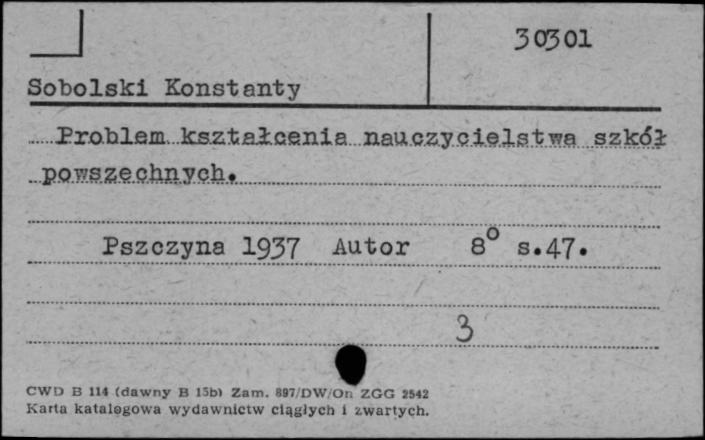 30301
Sobolski Konstanty
Problem kształcenia nauczycielstwa szkół
powszechnych.
Pszczyna 1937 Autor 8° s.47.
3
CWD B 114 (dawny B 15b) Zam. 897/DW/On ZGG 2542
Karta katalogowa wydawnictw ciągłych i zwartych.